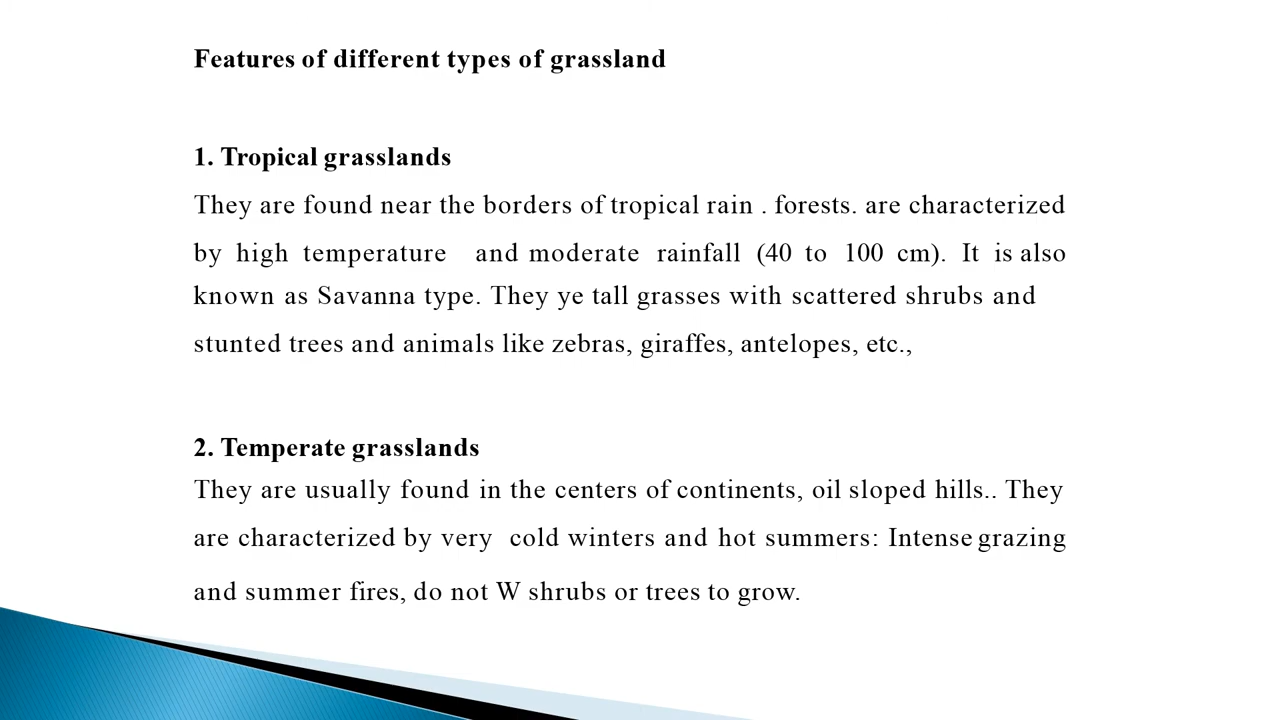 Features of different types of grassland
1. Tropical grasslands
They are found near the borders of tropical rain . forests. are characterized
by high temperature and moderate rainfall (40 to 100 cm). It is also
known as Savanna type. They ye tall grasses with scattered shrubs and
stunted trees and animals like zebras, giraffes, antelopes, etc.,
2. Temperate grasslands
They are usually found in the centers of continents, oil sloped hills.. They
are characterized by very cold winters and hot summers: Intense grazing
and summer fires, do not W shrubs or trees to grow.